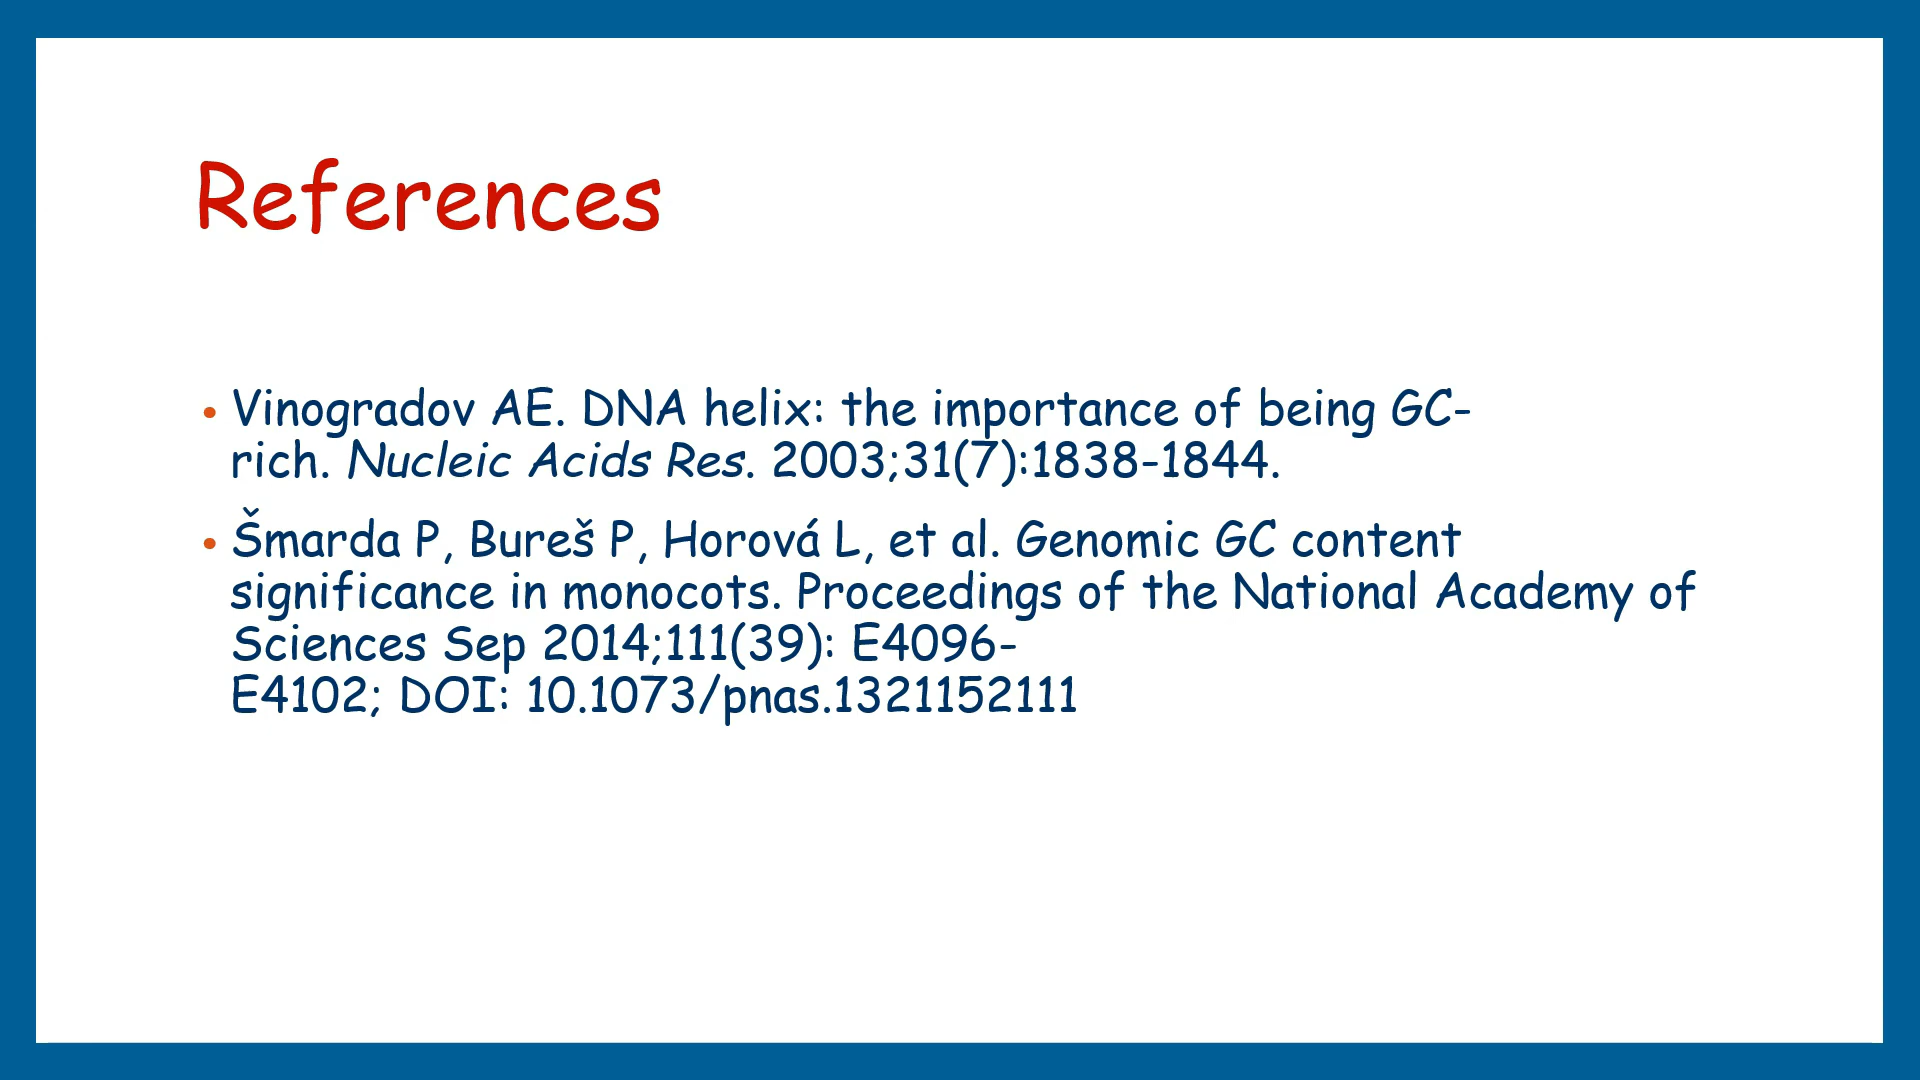 References
• Vinogradov AE. DNA helix: the importance of being GC-
rich. Nucleic Acids Res. 2003;31(7):1838-1844.
• Šmarda P, Bureš P, Horová L, et al. Genomic GC content
significance in monocots. Proceedings of the National Academy of
Sciences Sep 2014;111(39): E4096-
E4102; DOI: 10.1073/pnas.1321152111